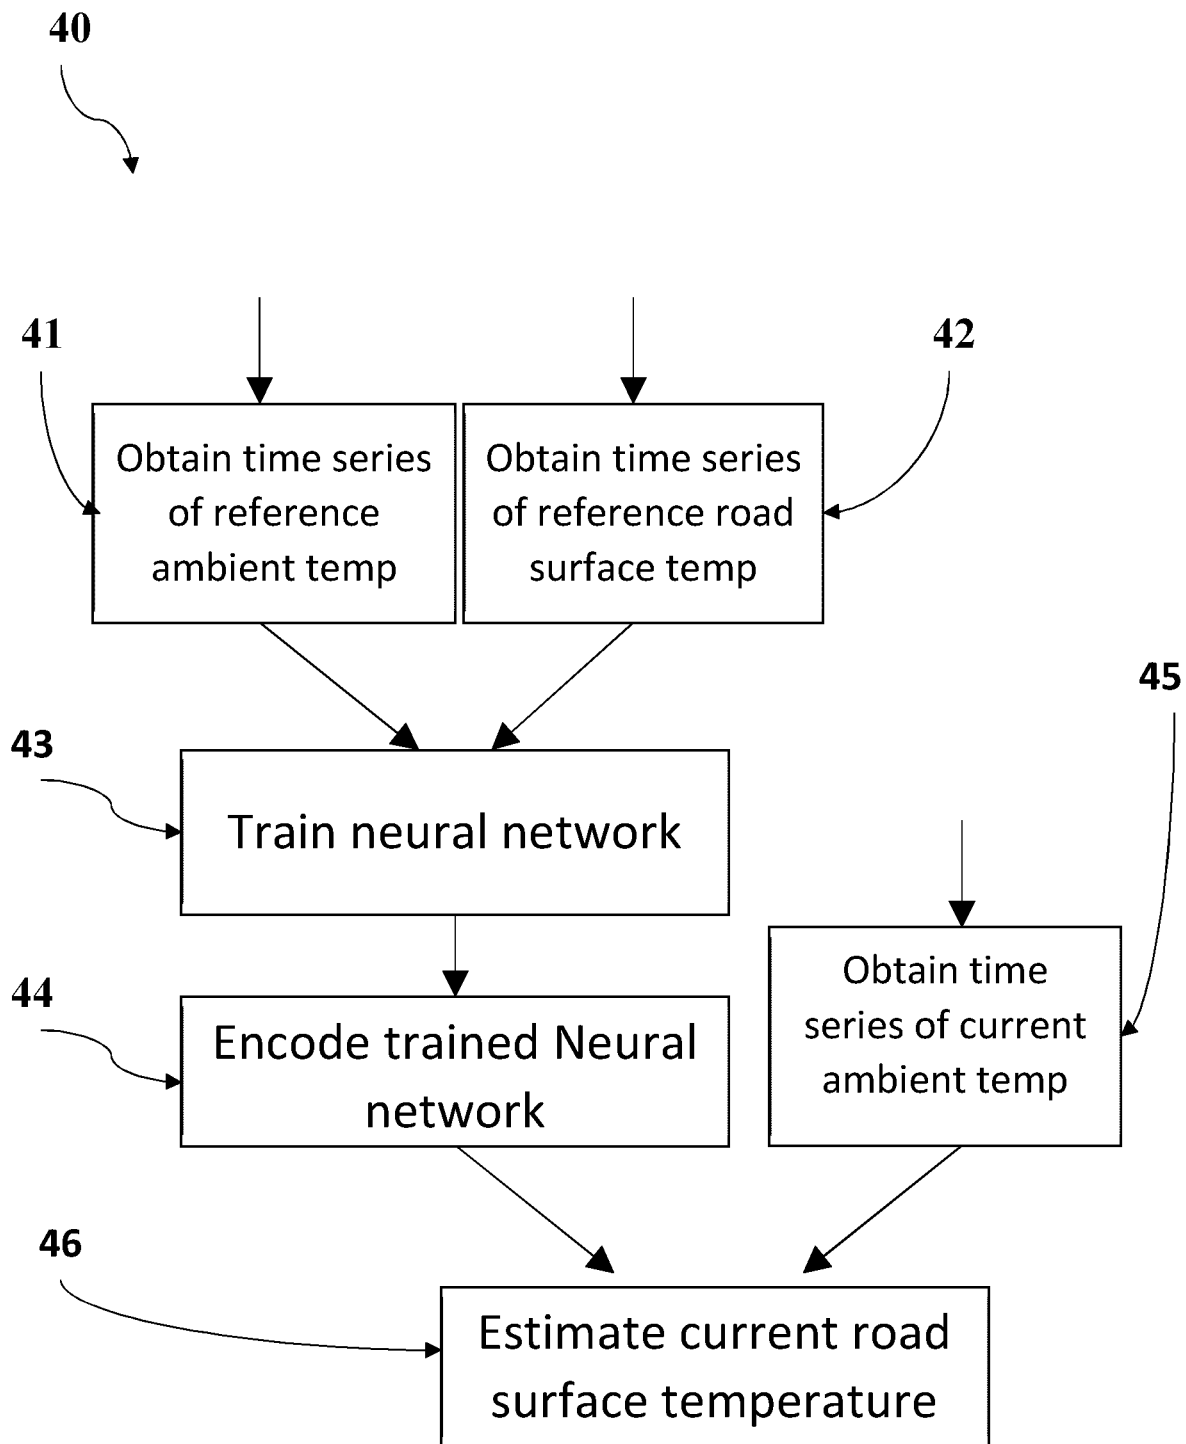 40
41
42
Obtain time series
of reference
ambient temp
Obtain time series
of reference road
surface temp
43
Train neural network
45
44
Encode trained Neural
network
Obtain time
series of current
ambient temp
46
Estimate current road
surface temperature